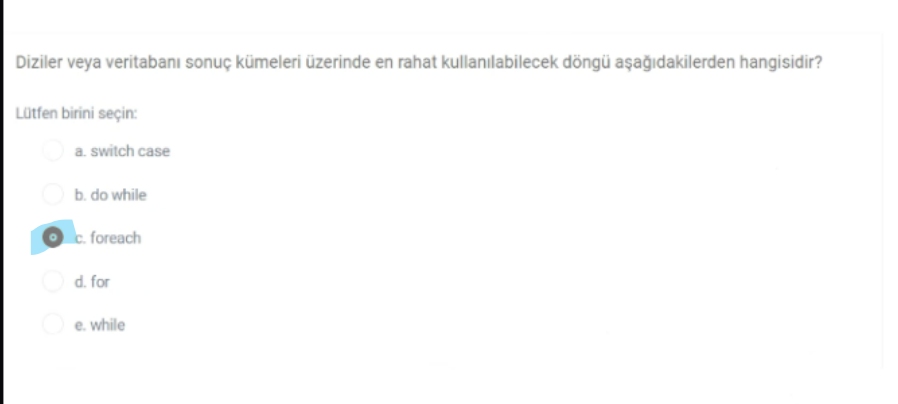 Diziler veya veritabanı sonuç kümeleri üzerinde en rahat kullanılabilecek döngü aşağıdakilerden hangisidir?
Lütfen birini seçin:
a. switch case
b. do while
c. foreach
d. for
e. while